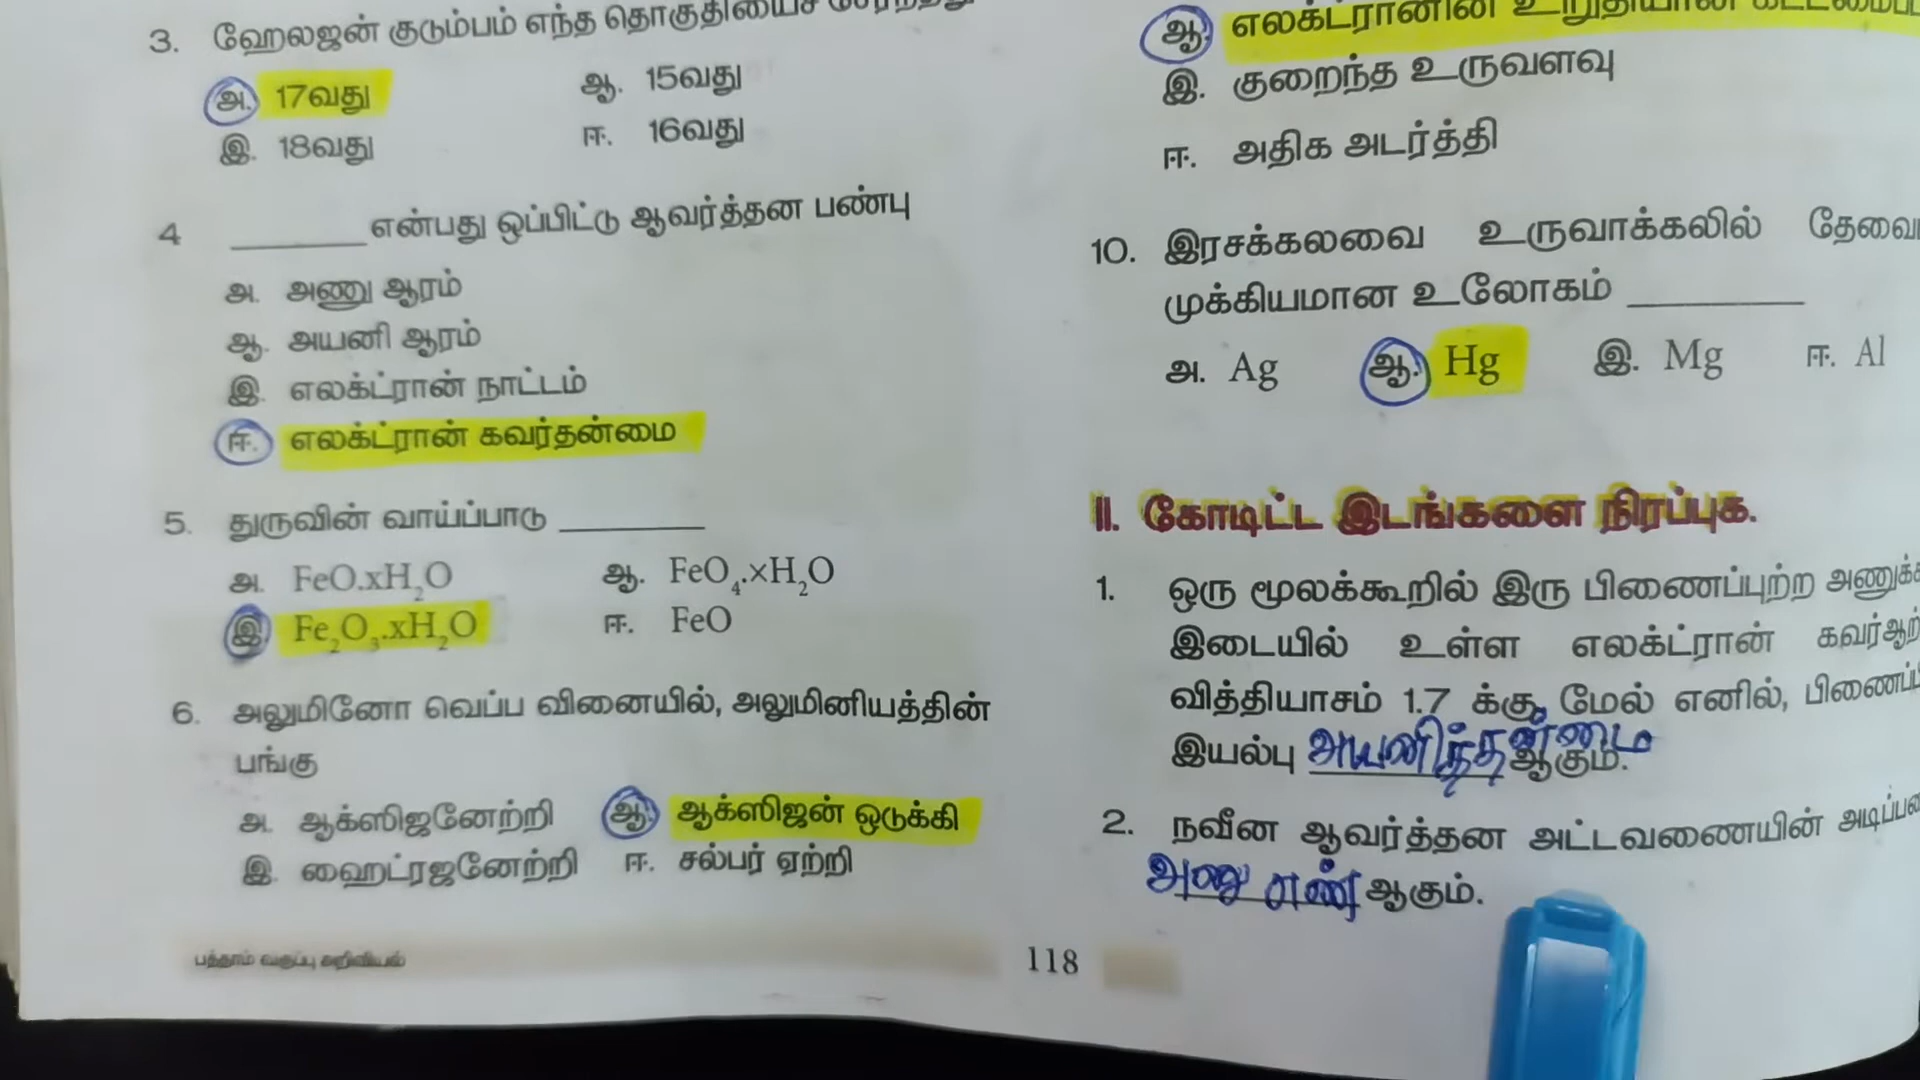 3. ஹேலஜன் குடும்பம் எந்த தொகுதியைச்
அ. 17வது ஆ. 15வது
இ. 18வது ஈ. 16வது
4 ________ என்பது ஒப்பிட்டு ஆவர்த்தன பண்பு
அ. அணு ஆரம்
ஆ. அயனி ஆரம்
இ. எலக்ட்ரான் நாட்டம்
ஈ. எலக்ட்ரான் கவர்தன்மை
5. துருவின் வாய்ப்பாடு ________
அ. FeO.xH₂O ஆ. FeO₄.×H₂O
இ Fe₂O₃.xH₂O ஈ. FeO
6. அலுமினோ வெப்ப வினையில், அலுமினியத்தின்
பங்கு
அ. ஆக்ஸிஜனேற்றி ஆ. ஆக்ஸிஜன் ஒடுக்கி
இ. ஹைட்ரஜனேற்றி ஈ. சல்பர் ஏற்றி
பத்தாம் வகுப்பு அறிவியல்
118
ஆ. எலக்ட்ரானின் உறுதியான
இ. குறைந்த உருவளவு
ஈ. அதிக அடர்த்தி
10. இரசக்கலவை உருவாக்கலில்
முக்கியமான உலோகம் ________
அ. Ag ஆ. Hg இ. Mg ஈ. Al
II. கோடிட்ட இடங்களை நிரப்புக.
1. ஒரு மூலக்கூறில் இரு பிணைப்புற்ற
இடையில் உள்ள எலக்ட்ரான்
வித்தியாசம் 1.7 க்கு மேல் எனில்,
இயல்பு அயனித்தன்மை ஆகும்.
2. நவீன ஆவர்த்தன அட்டவணையின்
அணு எண் ஆகும்.